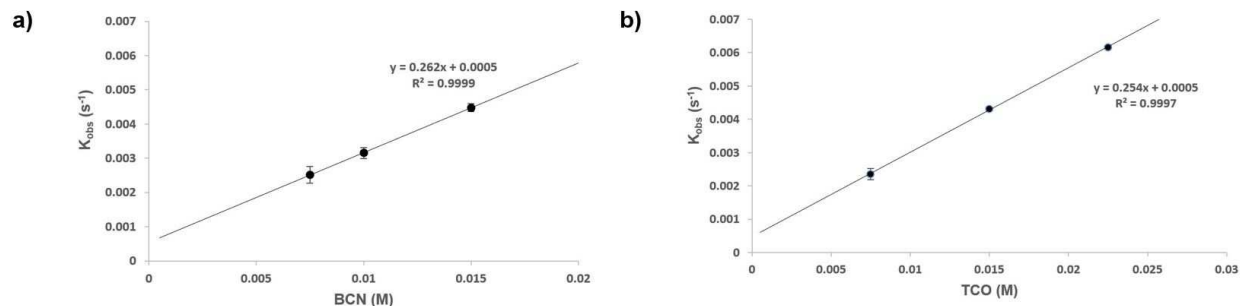 a)
0.007
0.006
0.005
0.004
0.003
0.002
0.001
0
K_obs (s⁻¹)
y = 0.262x + 0.0005
R² = 0.9999
0 0.005 0.01 0.015 0.02
BCN (M)
b)
0.007
0.006
0.005
0.004
0.003
0.002
0.001
0
K_obs (s⁻¹)
y = 0.254x + 0.0005
R² = 0.9997
0 0.005 0.01 0.015 0.02 0.025 0.03
TCO (M)